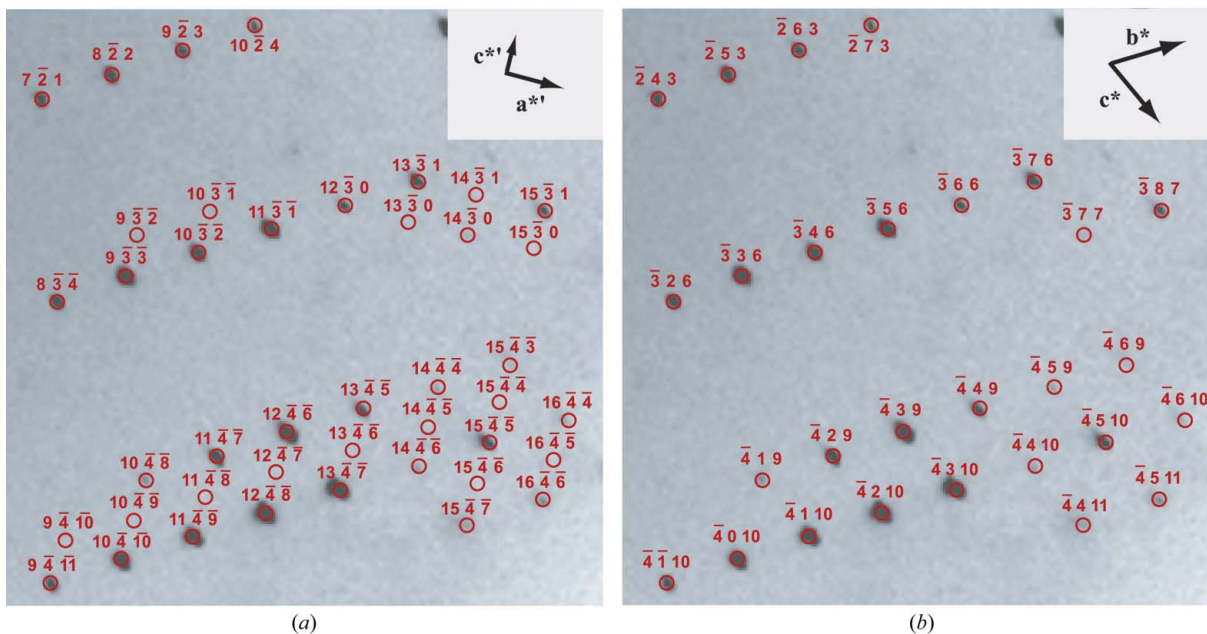 9 2̄ 3
10 2̄ 4
8 2̄ 2
7 2̄ 1
c*′
a*′
13 3̄ 1
14 3̄ 1
15 3̄ 1
10 3̄ 1̄
12 3̄ 0
13 3̄ 0
9 3̄ 2̄
11 3̄ 1̄
14 3̄ 0
15 3̄ 0
10 3̄ 2̄
9 3̄ 3̄
8 3̄ 4̄
15 4̄ 3̄
14 4̄ 4̄
15 4̄ 4̄
13 4̄ 5̄
16 4̄ 4̄
12 4̄ 6̄
14 4̄ 5̄
15 4̄ 5̄
11 4̄ 7̄
13 4̄ 6̄
14 4̄ 6̄
16 4̄ 5̄
10 4̄ 8̄
12 4̄ 7̄
13 4̄ 7̄
15 4̄ 6̄
11 4̄ 8̄
16 4̄ 6̄
10 4̄ 9̄
12 4̄ 8̄
15 4̄ 7̄
9 4̄ 1̄0̄
11 4̄ 9̄
10 4̄ 1̄0̄
9 4̄ 1̄1̄
(a)
2̄ 6 3
2̄ 7 3
2̄ 5 3
2̄ 4 3
b*
c*
3̄ 7 6
3̄ 8 7
3̄ 6 6
3̄ 7 7
3̄ 5 6
3̄ 4 6
3̄ 3 6
3̄ 2 6
4̄ 6 9
4̄ 5 9
4̄ 4 9
4̄ 6 10
4̄ 3 9
4̄ 5 10
4̄ 2 9
4̄ 4 10
4̄ 1 9
4̄ 3 10
4̄ 5 11
4̄ 2 10
4̄ 4 11
4̄ 1 10
4̄ 0 10
4̄ 1̄ 10
(b)